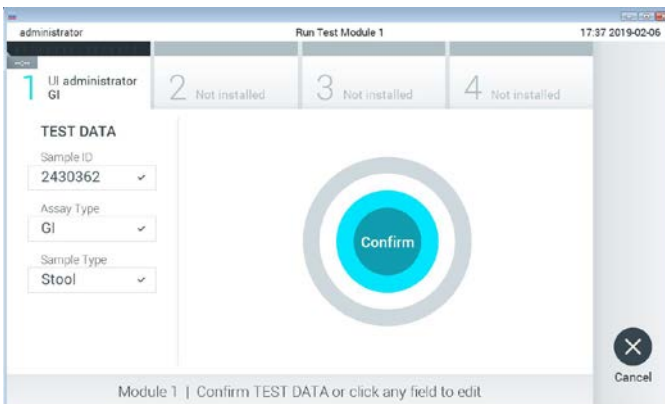 administrator Run Test Module 1 17:37 2019-02-06
1 UI administrator
GI
2 Not installed
3 Not installed
4 Not installed
TEST DATA
Sample ID
2430362
Assay Type
GI
Sample Type
Stool
Confirm
Cancel
Module 1 | Confirm TEST DATA or click any field to edit